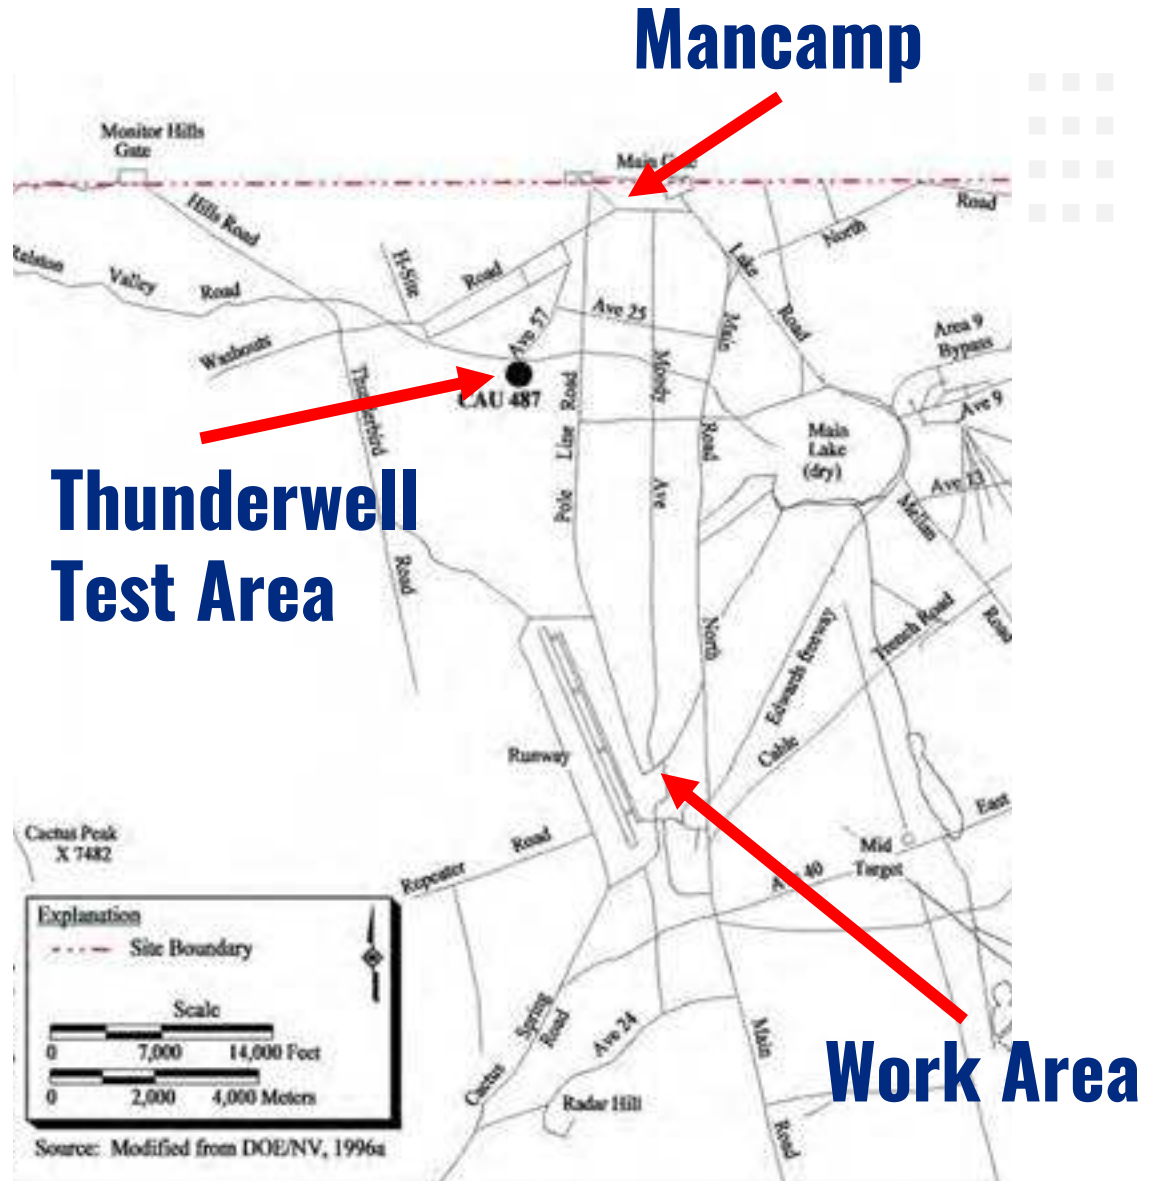 Mancamp
Monitor Hills
Gate
Main Gate
Hills Road
Road
North
Ralston
Valley
Road
H-Site
Road
Lake
Road
Ave 57
Ave 25
Main
Area 9
Bypass
Washouts
Thunderbird
CAU 487
Moody
Ave 9
Pole Line Road
Road
Main
Lake
(dry)
Thunderwell
Test Area
Ave
Ave 13
Mellan
Road
Road
North
Edwards freeway
Trench Road
Cable
Runway
East
Cactus Peak
X 7482
Road
Repeater
Mid
Target
Ave 40
Explanation
Site Boundary
Scale
0 7,000 14,000 Feet
0 2,000 4,000 Meters
Spring
Road
Cactus
Ave 24
Main
Road
Work Area
Radar Hill
Source: Modified from DOE/NV, 1996a